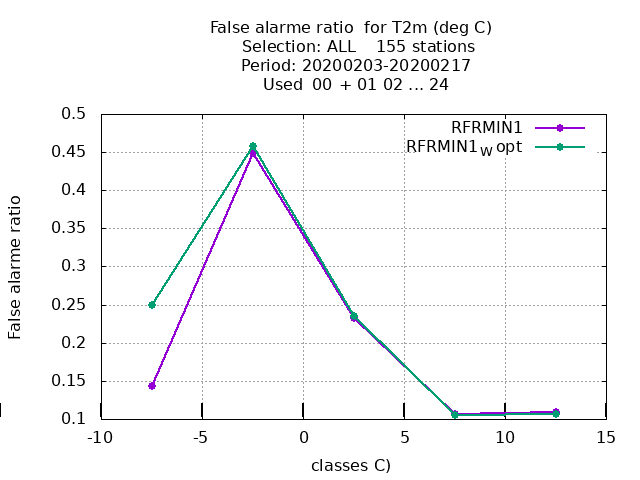 False alarme ratio  for T2m (deg C)
Selection: ALL    155 stations
Period: 20200203-20200217
Used  00 + 01 02 ... 24
RFRMIN1
RFRMIN1W opt
False alarme ratio
0.5
0.45
0.4
0.35
0.3
0.25
0.2
0.15
0.1
-10 -5 0 5 10 15
classes C)